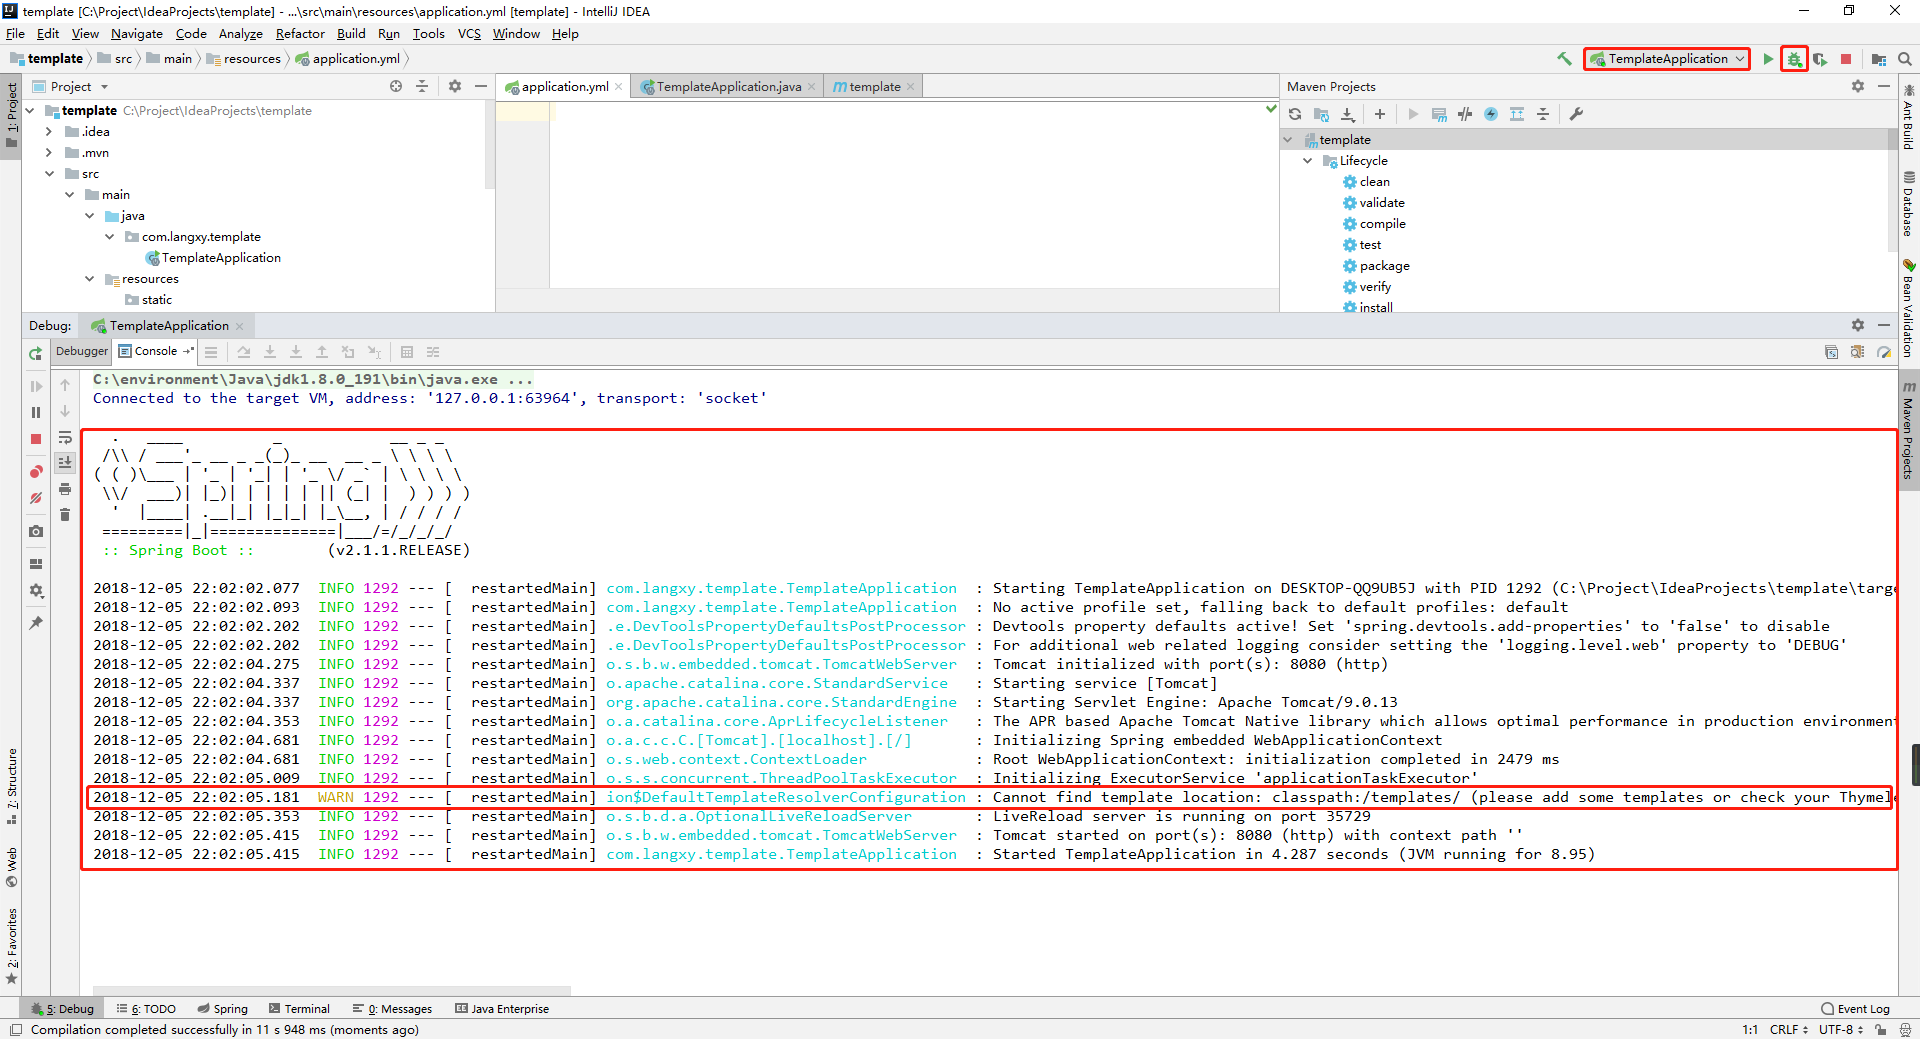 template [C:\Project\IdeaProjects\template] - ...\src\main\resources\application.yml [template] - IntelliJ IDEA
File Edit View Navigate Code Analyze Refactor Build Run Tools VCS Window Help
template src main resources application.yml TemplateApplication
1: Project
Project
template C:\Project\IdeaProjects\template
.idea
.mvn
src
main
java
com.langxy.template
TemplateApplication
resources
static
application.yml TemplateApplication.java template
Maven Projects
template
Lifecycle
clean
validate
compile
test
package
verify
install
Ant Build
Database
Bean Validation
Maven Projects
Debug: TemplateApplication
Debugger Console
C:\environment\Java\jdk1.8.0_191\bin\java.exe ...
Connected to the target VM, address: '127.0.0.1:63964', transport: 'socket'
  .   ____          _            __ _ _
 /\\ / ___'_ __ _ _(_)_ __  __ _ \ \ \ \
( ( )\___ | '_ | '_| | '_ \/ _` | \ \ \ \
 \\/  ___)| |_)| | | | | || (_| |  ) ) ) )
  '  |____| .__|_| |_|_| |_\__, | / / / /
 =========|_|==============|___/=/_/_/_/
 :: Spring Boot ::        (v2.1.1.RELEASE)
2018-12-05 22:02:02.077  INFO 1292 --- [  restartedMain] com.langxy.template.TemplateApplication  : Starting TemplateApplication on DESKTOP-QQ9UB5J with PID 1292 (C:\Project\IdeaProjects\template\targe
2018-12-05 22:02:02.093  INFO 1292 --- [  restartedMain] com.langxy.template.TemplateApplication  : No active profile set, falling back to default profiles: default
2018-12-05 22:02:02.202  INFO 1292 --- [  restartedMain] .e.DevToolsPropertyDefaultsPostProcessor : Devtools property defaults active! Set 'spring.devtools.add-properties' to 'false' to disable
2018-12-05 22:02:02.202  INFO 1292 --- [  restartedMain] .e.DevToolsPropertyDefaultsPostProcessor : For additional web related logging consider setting the 'logging.level.web' property to 'DEBUG'
2018-12-05 22:02:04.275  INFO 1292 --- [  restartedMain] o.s.b.w.embedded.tomcat.TomcatWebServer  : Tomcat initialized with port(s): 8080 (http)
2018-12-05 22:02:04.337  INFO 1292 --- [  restartedMain] o.apache.catalina.core.StandardService   : Starting service [Tomcat]
2018-12-05 22:02:04.337  INFO 1292 --- [  restartedMain] org.apache.catalina.core.StandardEngine  : Starting Servlet Engine: Apache Tomcat/9.0.13
2018-12-05 22:02:04.353  INFO 1292 --- [  restartedMain] o.a.catalina.core.AprLifecycleListener   : The APR based Apache Tomcat Native library which allows optimal performance in production environment
2018-12-05 22:02:04.681  INFO 1292 --- [  restartedMain] o.a.c.c.C.[Tomcat].[localhost].[/]       : Initializing Spring embedded WebApplicationContext
2018-12-05 22:02:04.681  INFO 1292 --- [  restartedMain] o.s.web.context.ContextLoader            : Root WebApplicationContext: initialization completed in 2479 ms
2018-12-05 22:02:05.009  INFO 1292 --- [  restartedMain] o.s.s.concurrent.ThreadPoolTaskExecutor  : Initializing ExecutorService 'applicationTaskExecutor'
2018-12-05 22:02:05.181  WARN 1292 --- [  restartedMain] ion$DefaultTemplateResolverConfiguration : Cannot find template location: classpath:/templates/ (please add some templates or check your Thymele
2018-12-05 22:02:05.353  INFO 1292 --- [  restartedMain] o.s.b.d.a.OptionalLiveReloadServer       : LiveReload server is running on port 35729
2018-12-05 22:02:05.415  INFO 1292 --- [  restartedMain] o.s.b.w.embedded.tomcat.TomcatWebServer  : Tomcat started on port(s): 8080 (http) with context path ''
2018-12-05 22:02:05.415  INFO 1292 --- [  restartedMain] com.langxy.template.TemplateApplication  : Started TemplateApplication in 4.287 seconds (JVM running for 8.95)
7: Structure
Web
2: Favorites
5: Debug 6: TODO Spring Terminal 0: Messages Java Enterprise Event Log
Compilation completed successfully in 11 s 948 ms (moments ago) 1:1 CRLF UTF-8